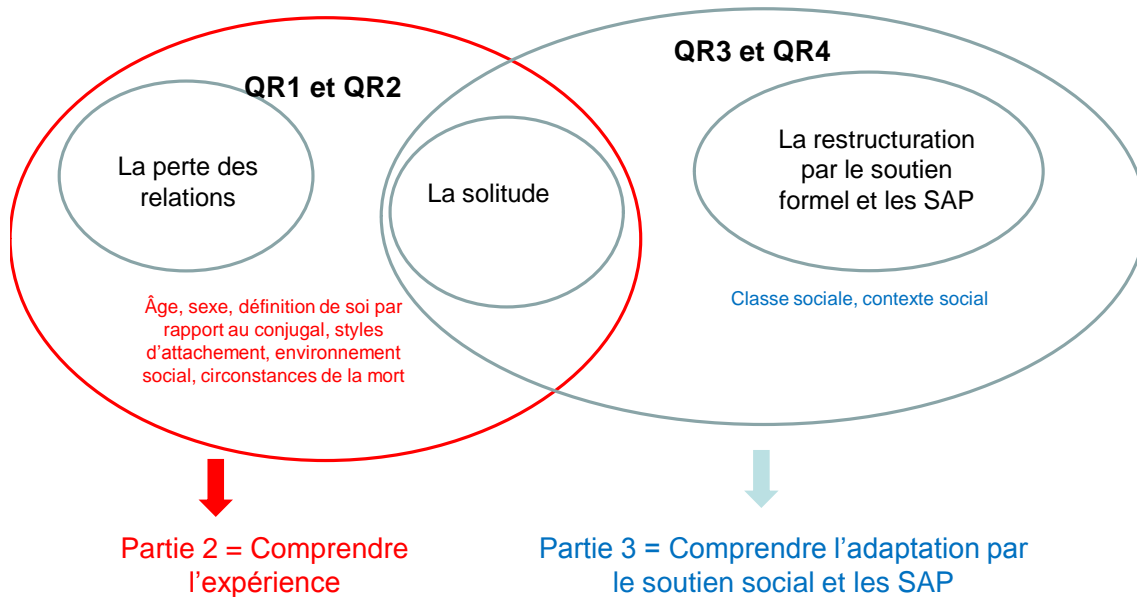 QR1 et QR2
QR3 et QR4
La perte des
relations
La solitude
La restructuration
par le soutien
formel et les SAP
Âge, sexe, définition de soi par
rapport au conjugal, styles
d'attachement, environnement
social, circonstances de la mort
Classe sociale, contexte social
Partie 2 = Comprendre
l'expérience
Partie 3 = Comprendre l'adaptation par
le soutien social et les SAP